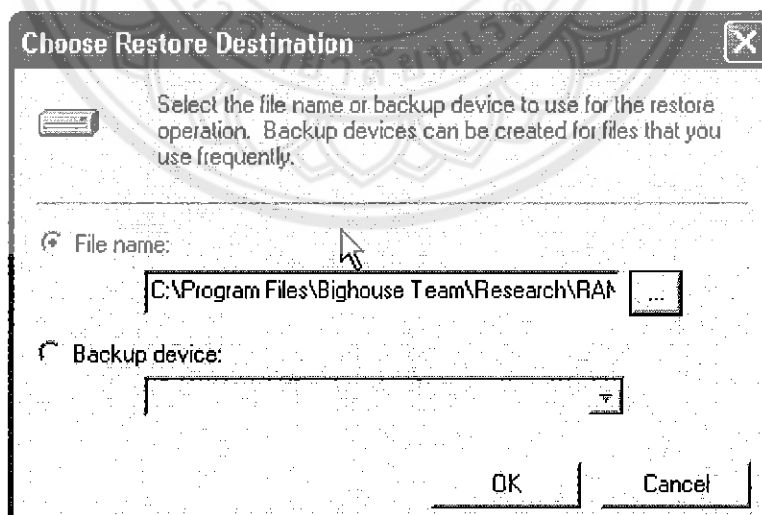 Choose Restore Destination
Select the file name or backup device to use for the restore
operation. Backup devices can be created for files that you
use frequently.
File name:
C:\Program Files\Bighouse Team\Research\RAN
...
Backup device:
OK Cancel